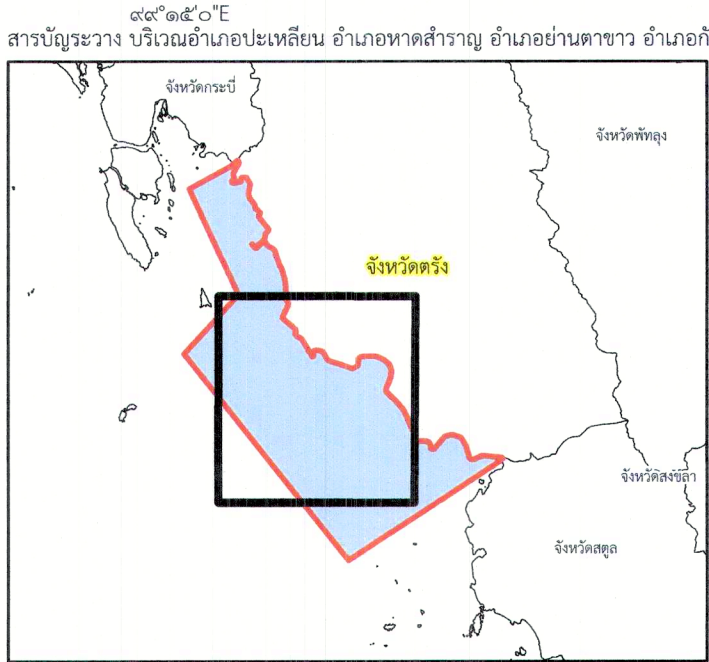 ๙๙°๑๕'๐"E
สารบัญระวาง บริเวณอำเภอปะเหลียน อำเภอหาดสำราญ อำเภอย่านตาขาว อำเภอกั
จังหวัดกระบี่
จังหวัดพัทลุง
จังหวัดตรัง
จังหวัดสงขลา
จังหวัดสตูล